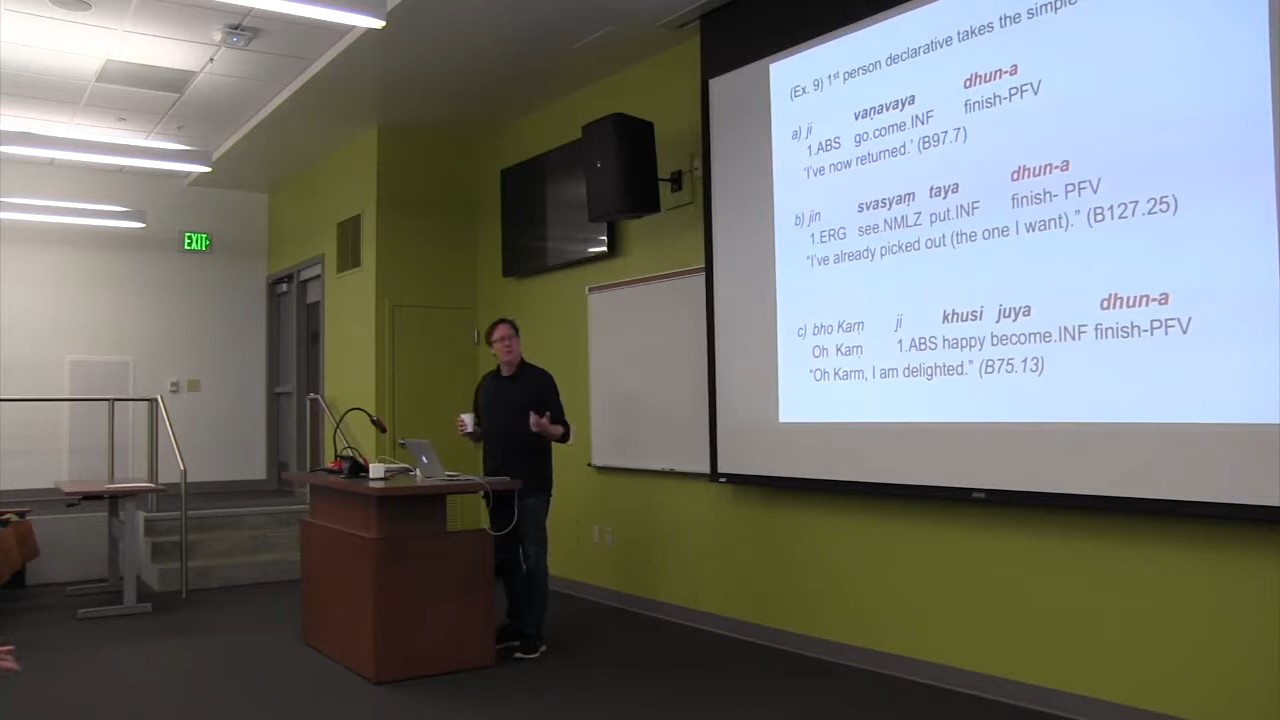 EXIT
(Ex. 9) 1st person declarative takes the simple
dhun-a
a) ji vaṇavaya
1.ABS go.come.INF finish-PFV
‘I’ve now returned.’ (B97.7)
b) jin svasyaṃ taya dhun-a
1.ERG see.NMLZ put.INF finish- PFV
“I’ve already picked out (the one I want).” (B127.25)
c) bho Karṇ ji khusi juya dhun-a
Oh Karṇ 1.ABS happy become.INF finish-PFV
“Oh Karm, I am delighted.” (B75.13)